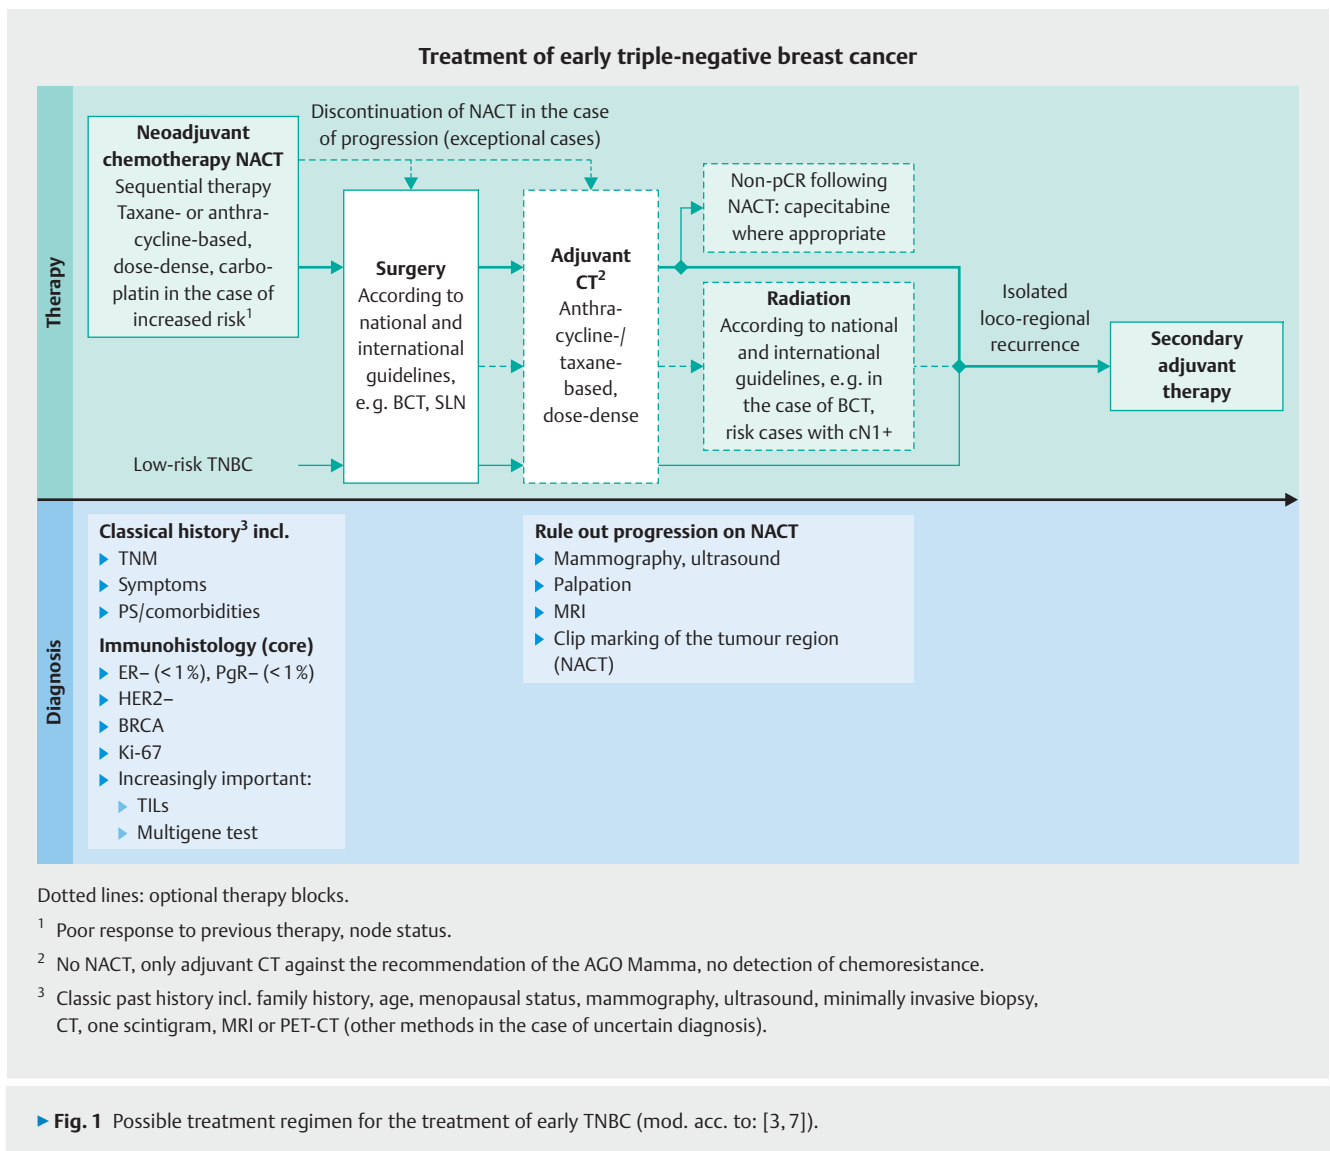 Treatment of early triple-negative breast cancer
Therapy
Neoadjuvant
chemotherapy NACT
Sequential therapy
Taxane- or anthra-
cycline-based,
dose-dense, carbo-
platin in the case of
increased risk¹
Discontinuation of NACT in the case
of progression (exceptional cases)
Surgery
According to
national and
international
guidelines,
e. g. BCT, SLN
Adjuvant
CT²
Anthra-
cycline-/
taxane-
based,
dose-dense
Non-pCR following
NACT: capecitabine
where appropriate
Radiation
According to national
and international
guidelines, e. g. in
the case of BCT,
risk cases with cN1+
Isolated
loco-regional
recurrence
Secondary
adjuvant
therapy
Low-risk TNBC
Diagnosis
Classical history³ incl.
TNM
Symptoms
PS/comorbidities
Immunohistology (core)
ER– (< 1 %), PgR– (< 1 %)
HER2–
BRCA
Ki-67
Increasingly important:
TILs
Multigene test
Rule out progression on NACT
Mammography, ultrasound
Palpation
MRI
Clip marking of the tumour region
(NACT)
Dotted lines: optional therapy blocks.
¹ Poor response to previous therapy, node status.
² No NACT, only adjuvant CT against the recommendation of the AGO Mamma, no detection of chemoresistance.
³ Classic past history incl. family history, age, menopausal status, mammography, ultrasound, minimally invasive biopsy,
CT, one scintigram, MRI or PET-CT (other methods in the case of uncertain diagnosis).
▶ Fig. 1 Possible treatment regimen for the treatment of early TNBC (mod. acc. to: [3, 7]).